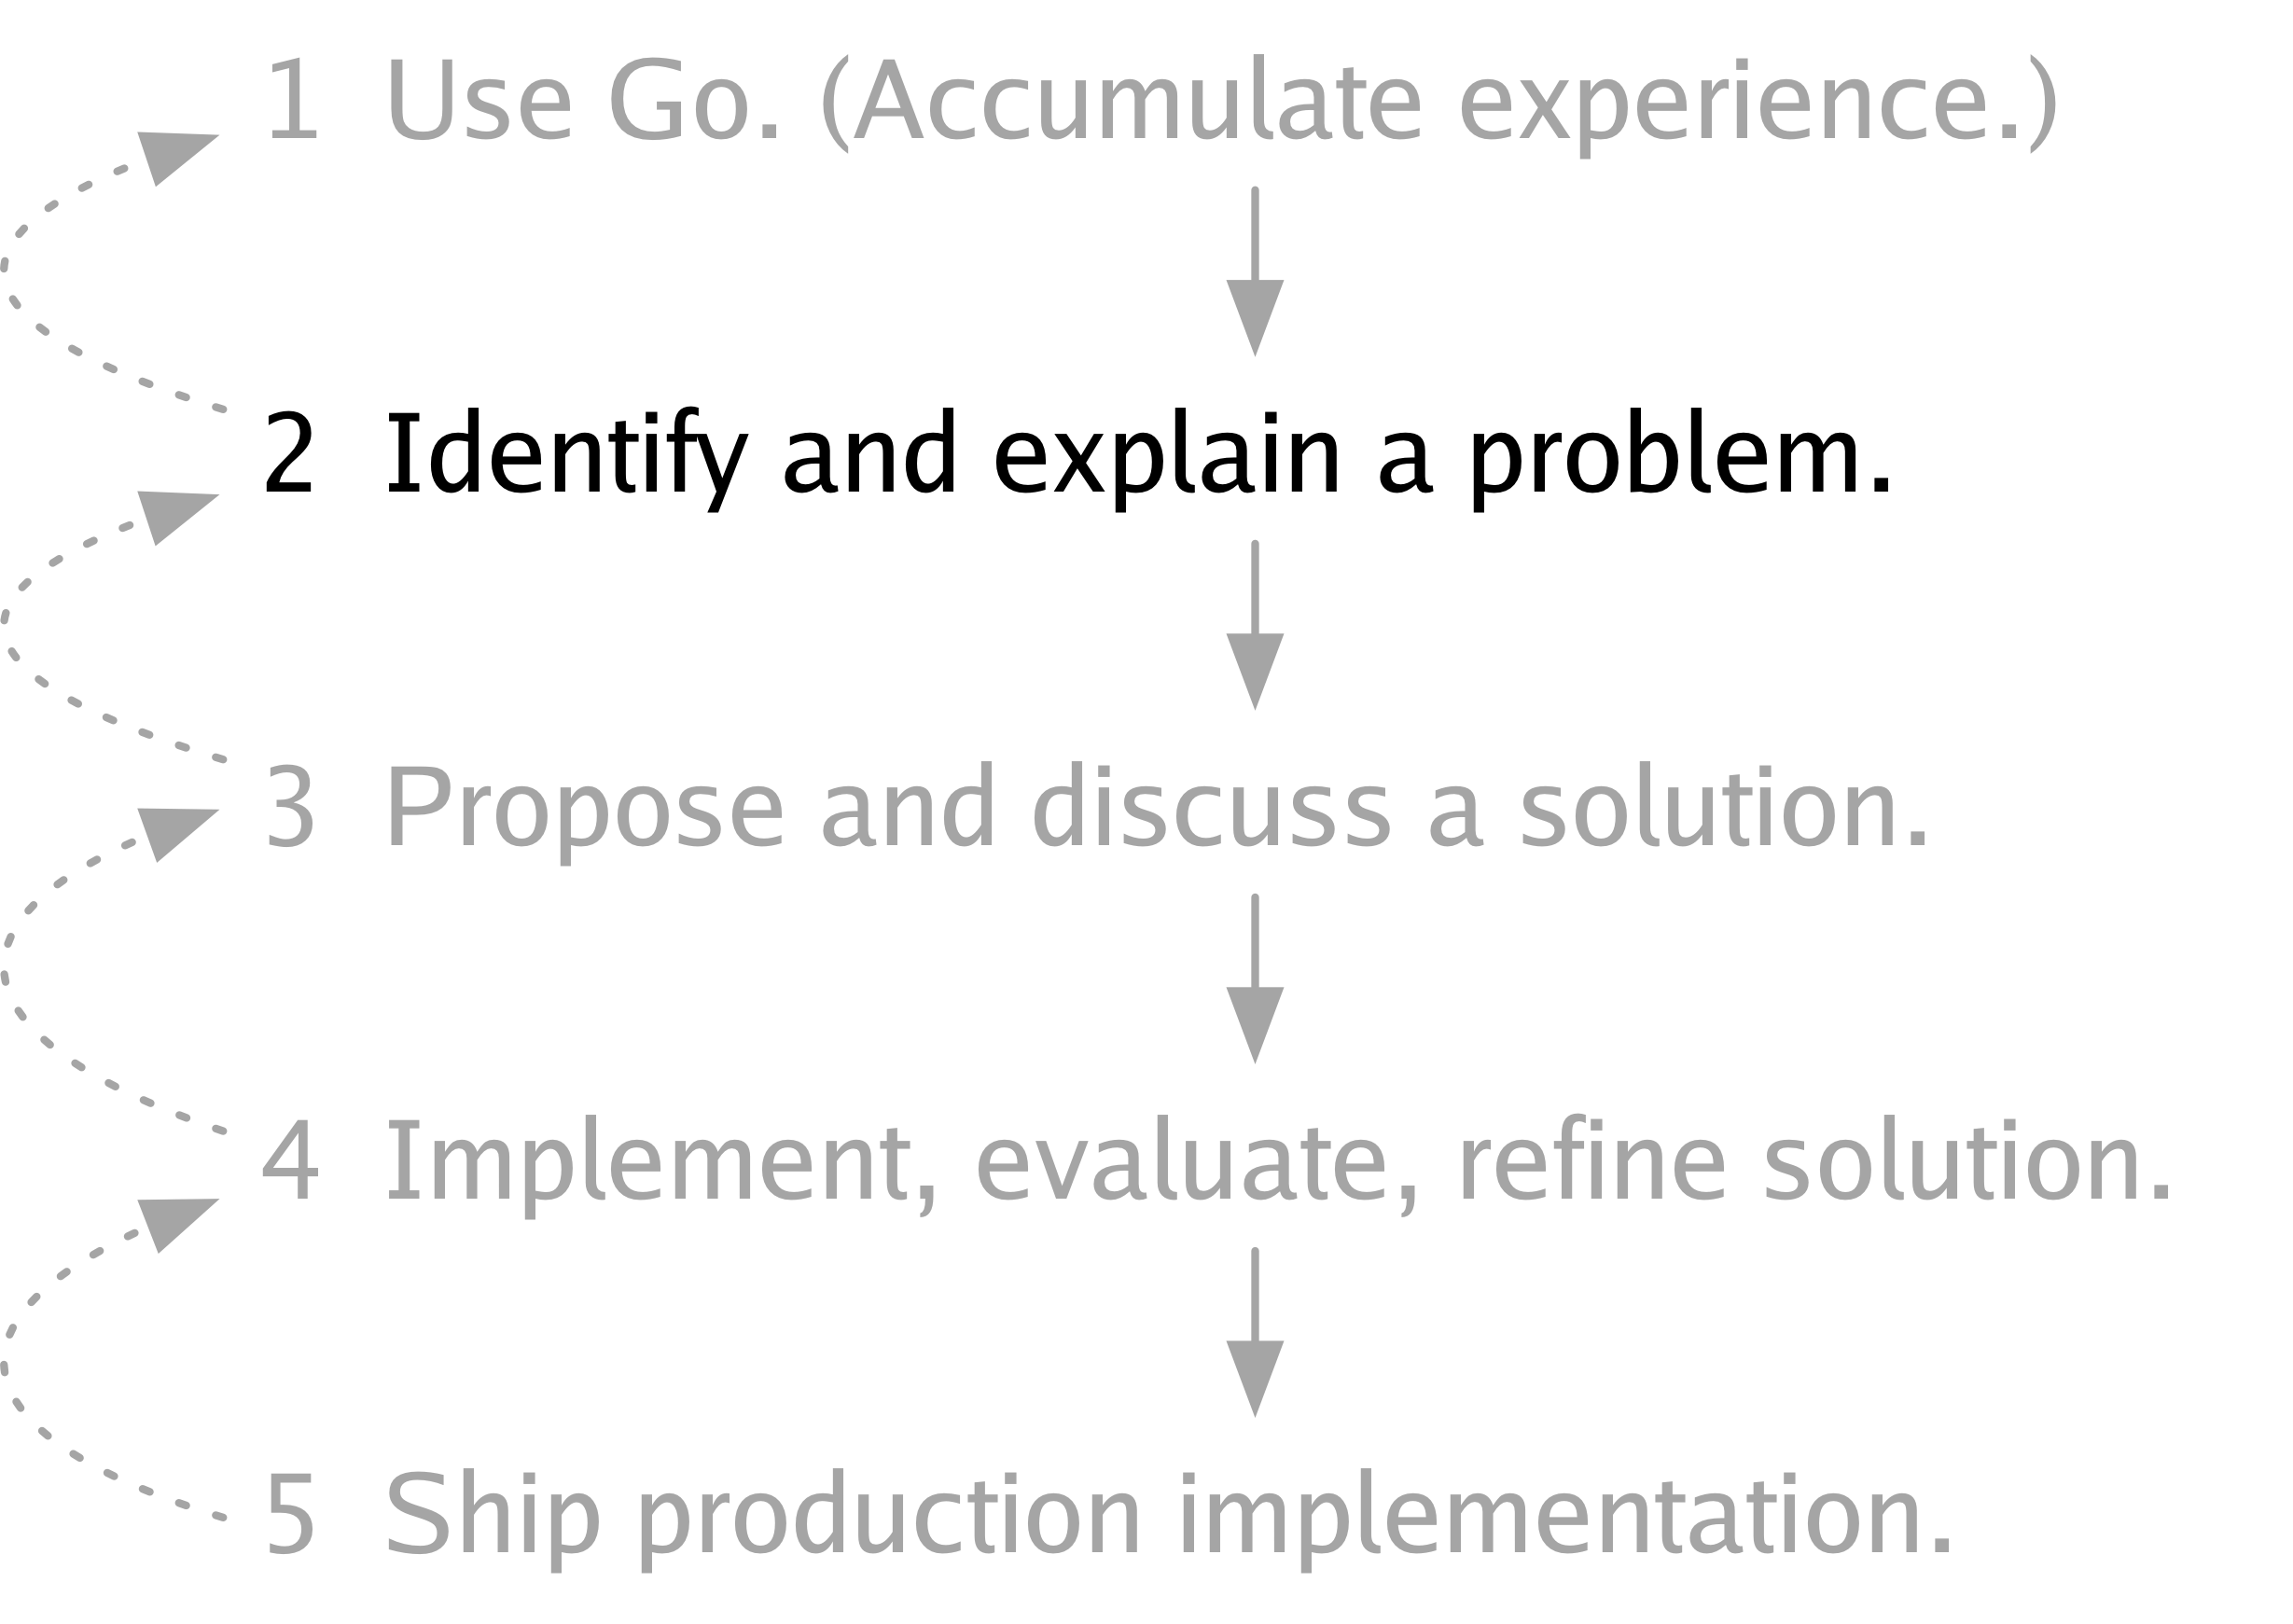 1 Use Go. (Accumulate experience.)
2 Identify and explain a problem.
3 Propose and discuss a solution.
4 Implement, evaluate, refine solution.
5 Ship production implementation.